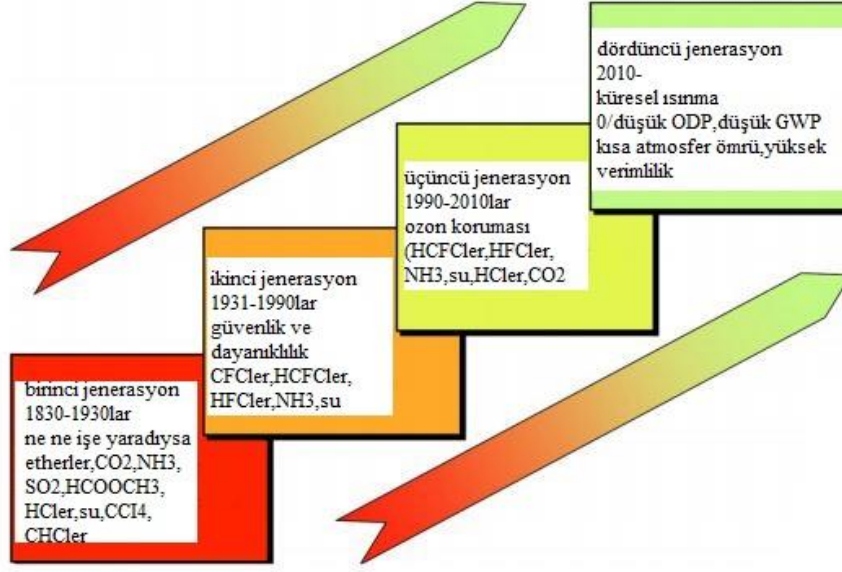 birinci jenerasyon
1830-1930lar
ne ne işe yaradıysa
etherler,CO2,NH3,
SO2,HCOOCH3,
HCler,su,CCI4,
CHCler
ikinci jenerasyon
1931-1990lar
güvenlik ve
dayanıklılık
CFCler,HCFCler,
HFCler,NH3,su
üçüncü jenerasyon
1990-2010lar
ozon koruması
(HCFCler,HFCler,
NH3,su,HCler,CO2
dördüncü jenerasyon
2010-
küresel ısınma
0/düşük ODP,düşük GWP
kısa atmosfer ömrü,yüksek
verimlilik